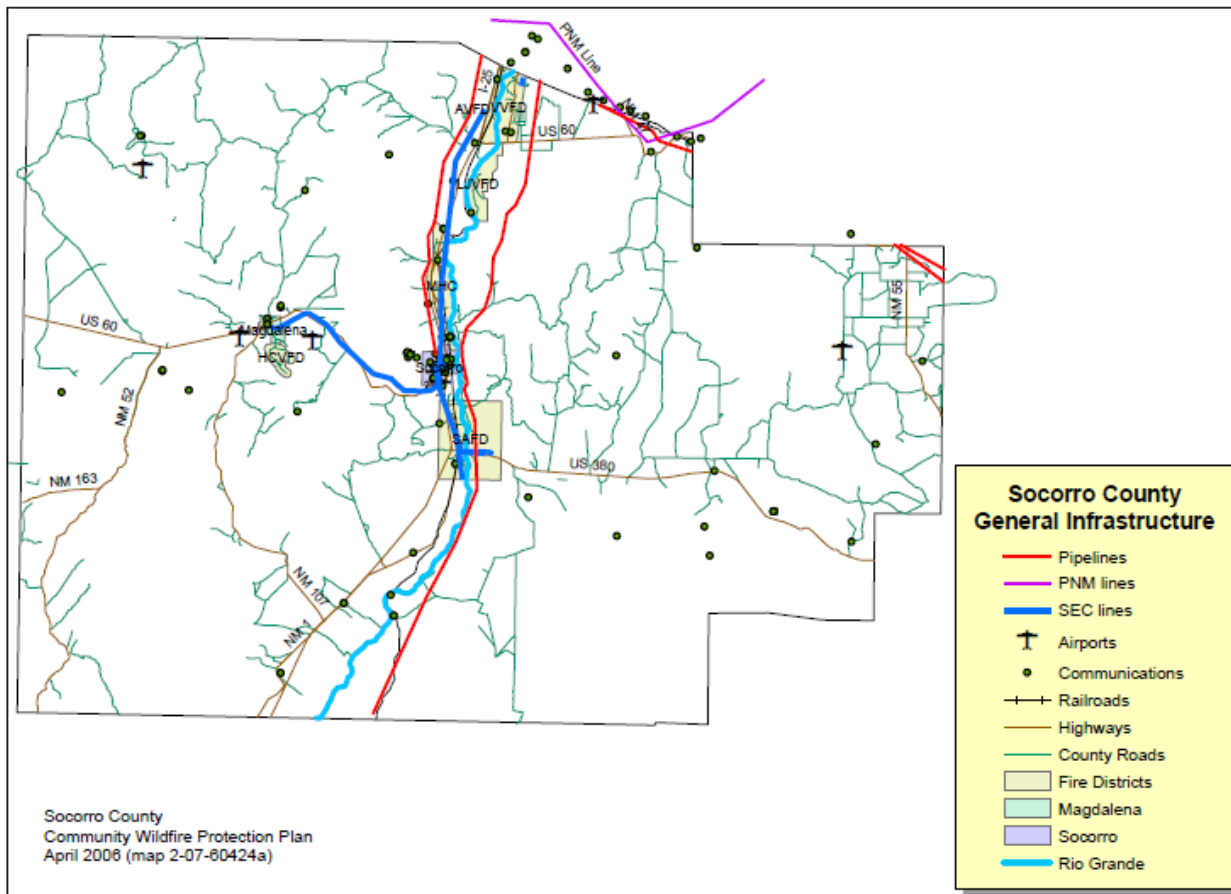 PNM Line
I-25
AVFD
VVFD
US 60
LJVFD
MHC
NM 55
US 60
Magdalena
HCVFD
Socorro
NM 52
SAFD
US 380
NM 163
NM 107
NM 1
Socorro County
General Infrastructure
Pipelines
PNM lines
SEC lines
Airports
Communications
Railroads
Highways
County Roads
Fire Districts
Magdalena
Socorro
Rio Grande
Socorro County
Community Wildfire Protection Plan
April 2006 (map 2-07-60424a)